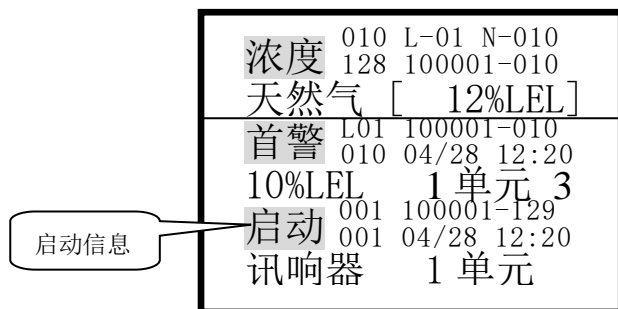 浓度 010 L-01 N-010
128 100001-010
天然气 [ 12%LEL]
首警 L01 100001-010
010 04/28 12:20
10%LEL 1 单元 3
启动 001 100001-129
001 04/28 12:20
讯响器 1 单元
启动信息